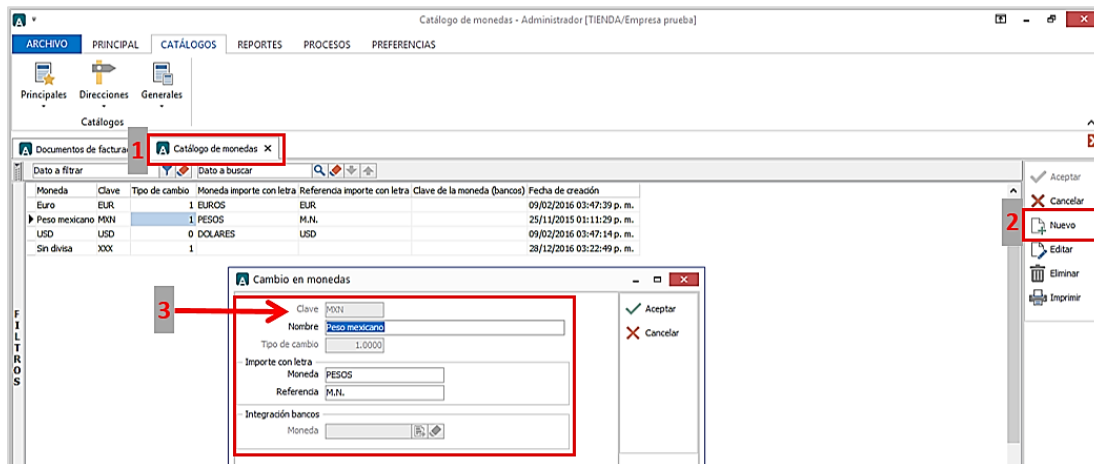 Catálogo de monedas - Administrador [TIENDA/Empresa prueba]
ARCHIVO PRINCIPAL CATÁLOGOS REPORTES PROCESOS PREFERENCIAS
Principales Direcciones Generales
Catálogos
Documentos de factura 1 Catálogo de monedas
Dato a filtrar Dato a buscar
Moneda Clave Tipo de cambio Moneda importe con letra Referencia importe con letra Clave de la moneda (bancos) Fecha de creación
Euro EUR 1 EUROS EUR 09/02/2016 03:47:39 p. m.
Peso mexicano MXN 1 PESOS M.N. 25/11/2015 01:11:29 p. m.
USD USD 0 DOLARES USD 09/02/2016 03:47:14 p. m.
Sin divisa XXX 1 28/12/2016 03:22:49 p. m.
Aceptar
Cancelar
2 Nuevo
Editar
Eliminar
Imprimir
FILTROS
Cambio en monedas
3
Clave MXN
Nombre Peso mexicano
Tipo de cambio 1.0000
Importe con letra
Moneda PESOS
Referencia M.N.
Integración bancos
Moneda
Aceptar
Cancelar